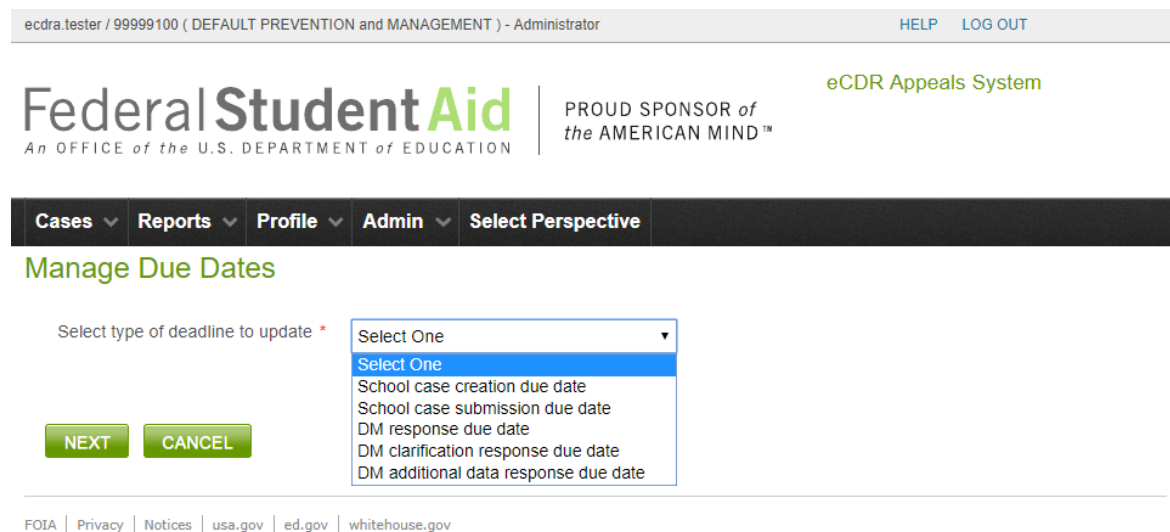 ecdra.tester / 99999100 ( DEFAULT PREVENTION and MANAGEMENT ) - Administrator HELP LOG OUT
eCDR Appeals System
Federal Student Aid
An OFFICE of the U.S. DEPARTMENT of EDUCATION
PROUD SPONSOR of
the AMERICAN MIND™
Cases Reports Profile Admin Select Perspective
Manage Due Dates
Select type of deadline to update * Select One
Select One
School case creation due date
School case submission due date
DM response due date
DM clarification response due date
DM additional data response due date
NEXT CANCEL
FOIA | Privacy | Notices | usa.gov | ed.gov | whitehouse.gov